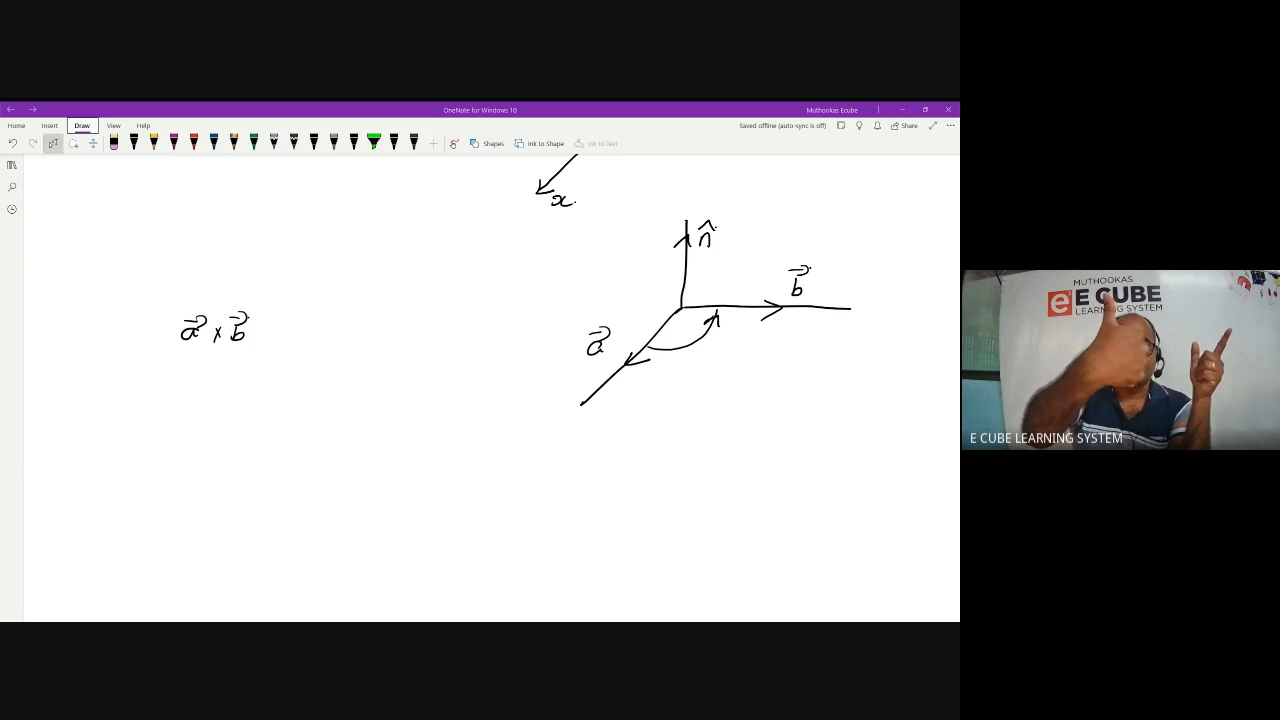 OneNote for Windows 10
Muthookas Ecube
Home Insert Draw View Help
Saved offline (auto-sync is off)
Share
Shapes
Ink to Shape
Ink to Text
x
n̂
b⃗
a⃗ × b⃗
a⃗
MUTHOOKAS
E CUBE
LEARNING SYSTEM
E CUBE LEARNING SYSTEM